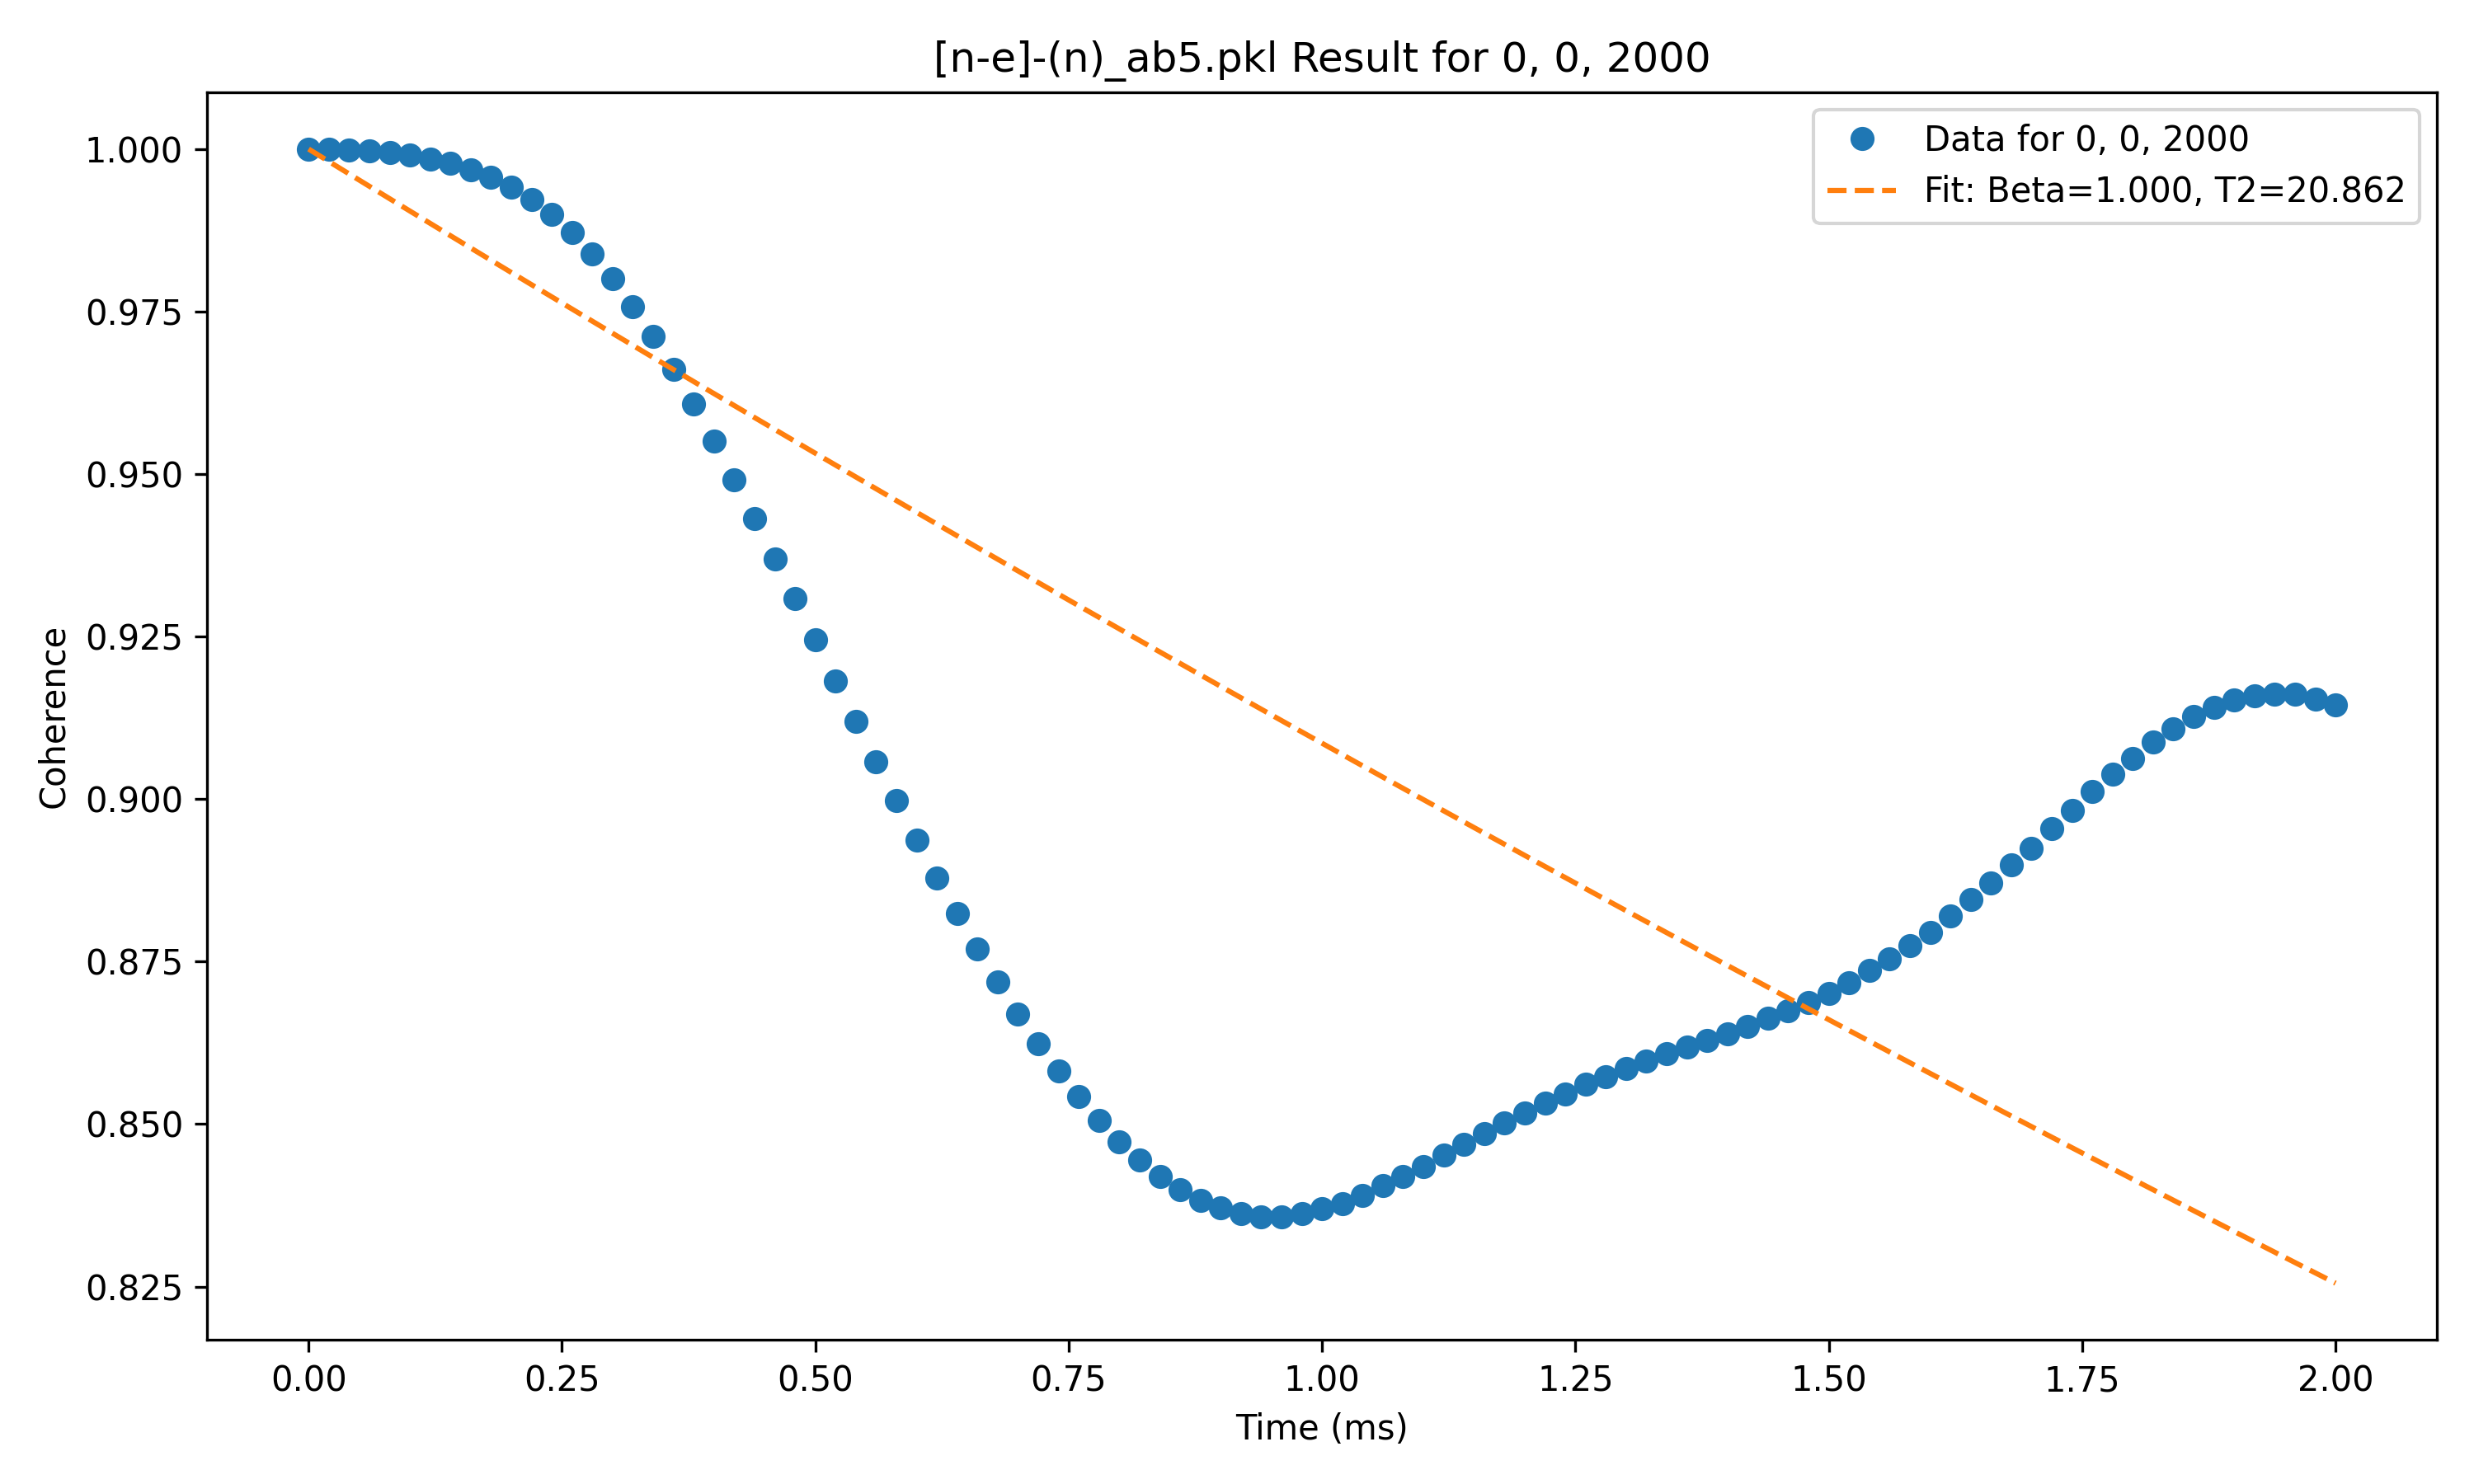 [n-e]-(n)_ab5.pkl Result for 0, 0, 2000
Data for 0, 0, 2000
Fit: Beta=1.000, T2=20.862
Coherence
1.000
0.975
0.950
0.925
0.900
0.875
0.850
0.825
0.00 0.25 0.50 0.75 1.00 1.25 1.50 1.75 2.00
Time (ms)